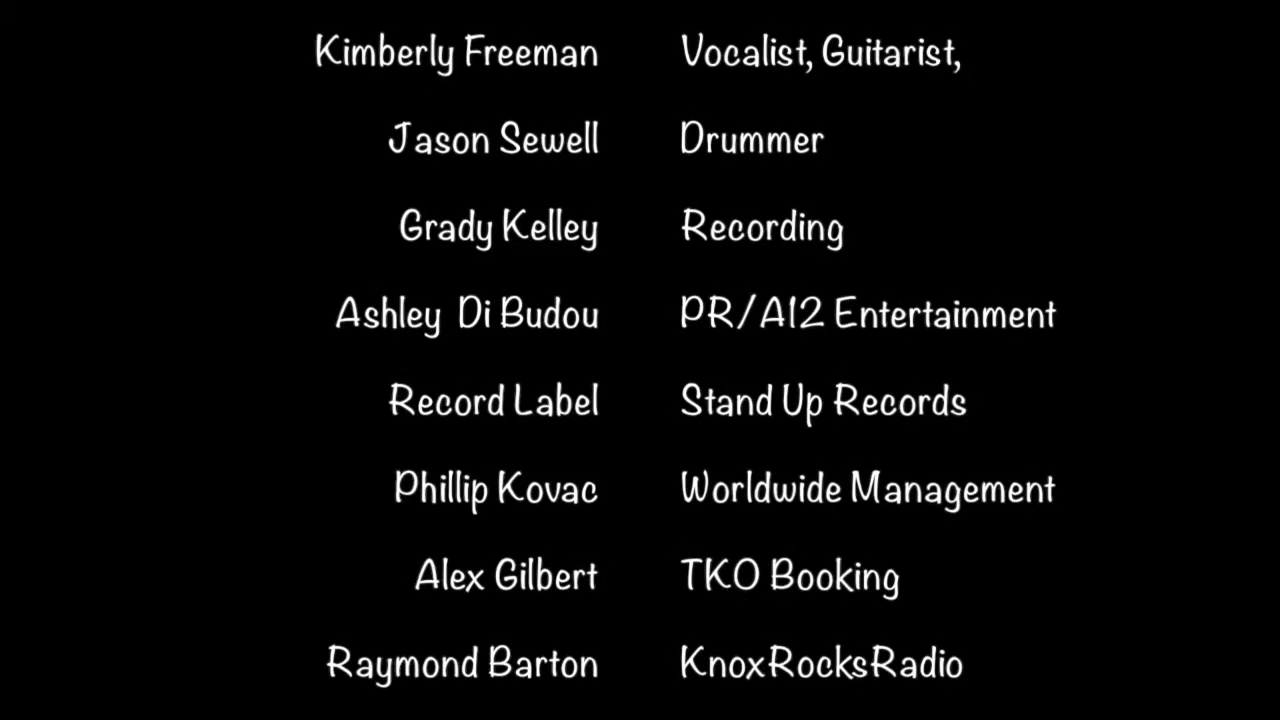 Kimberly Freeman Vocalist, Guitarist,
Jason Sewell Drummer
Grady Kelley Recording
Ashley Di Budou PR/A12 Entertainment
Record Label Stand Up Records
Phillip Kovac Worldwide Management
Alex Gilbert TKO Booking
Raymond Barton KnoxRocksRadio